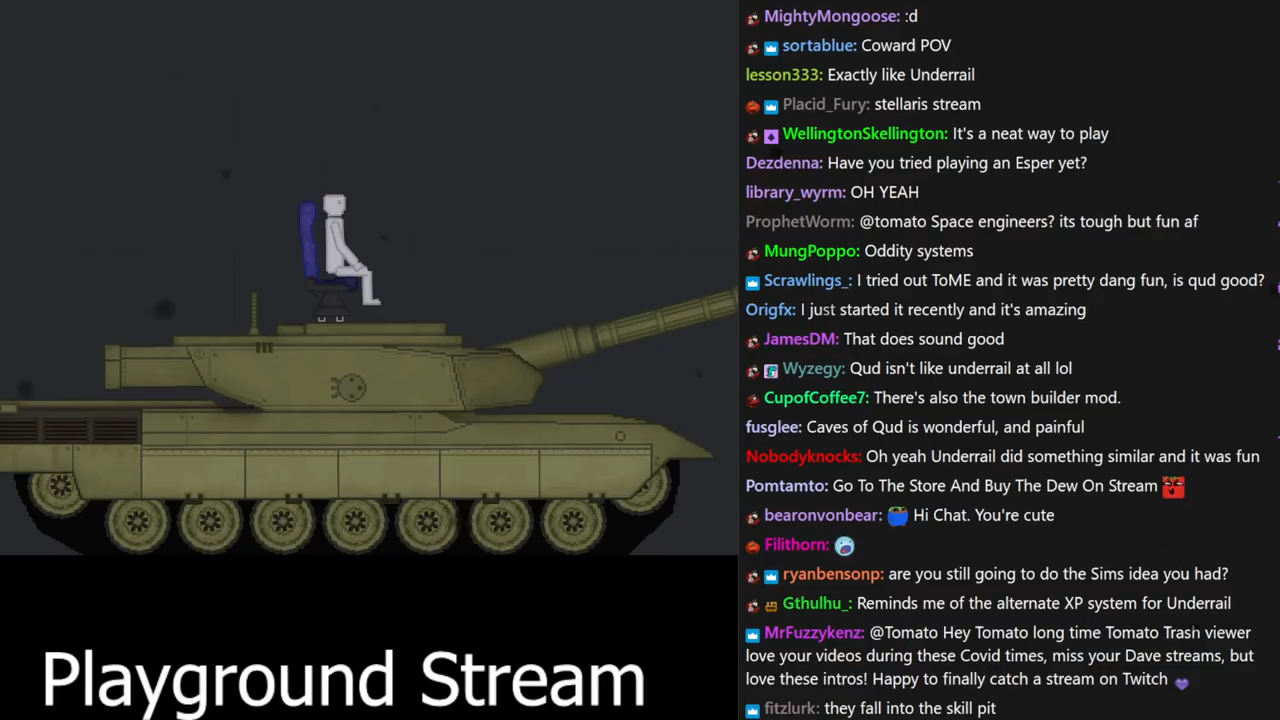 MightyMongoose: :d
sortablue: Coward POV
lesson333: Exactly like Underrail
Placid_Fury: stellaris stream
WellingtonSkellington: It's a neat way to play
Dezdenna: Have you tried playing an Esper yet?
library_wyrm: OH YEAH
ProphetWorm: @tomato Space engineers? its tough but fun af
MungPoppo: Oddity systems
Scrawlings_: I tried out ToME and it was pretty dang fun, is qud good?
Origfx: I just started it recently and it's amazing
JamesDM: That does sound good
Wyzegy: Qud isn't like underrail at all lol
CupofCoffee7: There's also the town builder mod.
fusglee: Caves of Qud is wonderful, and painful
Nobodyknocks: Oh yeah Underrail did something similar and it was fun
Pomtamto: Go To The Store And Buy The Dew On Stream
bearonvonbear: Hi Chat. You're cute
Filithorn:
ryanbensonp: are you still going to do the Sims idea you had?
Gthulhu_: Reminds me of the alternate XP system for Underrail
MrFuzzykenz: @Tomato Hey Tomato long time Tomato Trash viewer
love your videos during these Covid times, miss your Dave streams, but
love these intros! Happy to finally catch a stream on Twitch
fitzlurk: they fall into the skill pit
Playground Stream